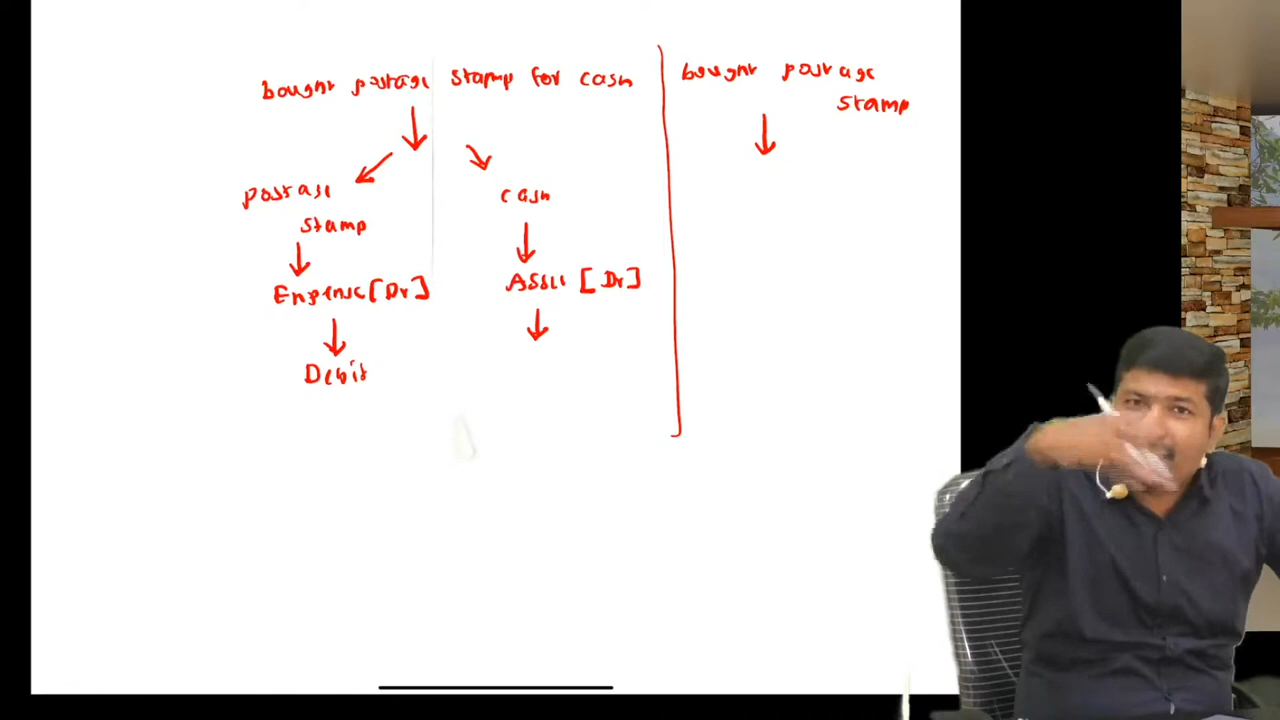 bought postage stamp for cash
bought postage
stamp
postage
stamp
cash
Expense [Dr]
Asset [Dr]
Debit